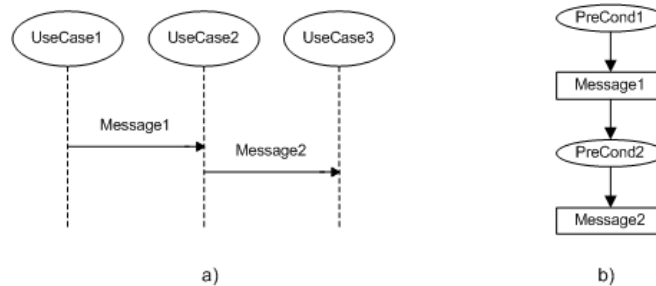 UseCase1
UseCase2
UseCase3
Message1
Message2
a)
PreCond1
Message1
PreCond2
Message2
b)